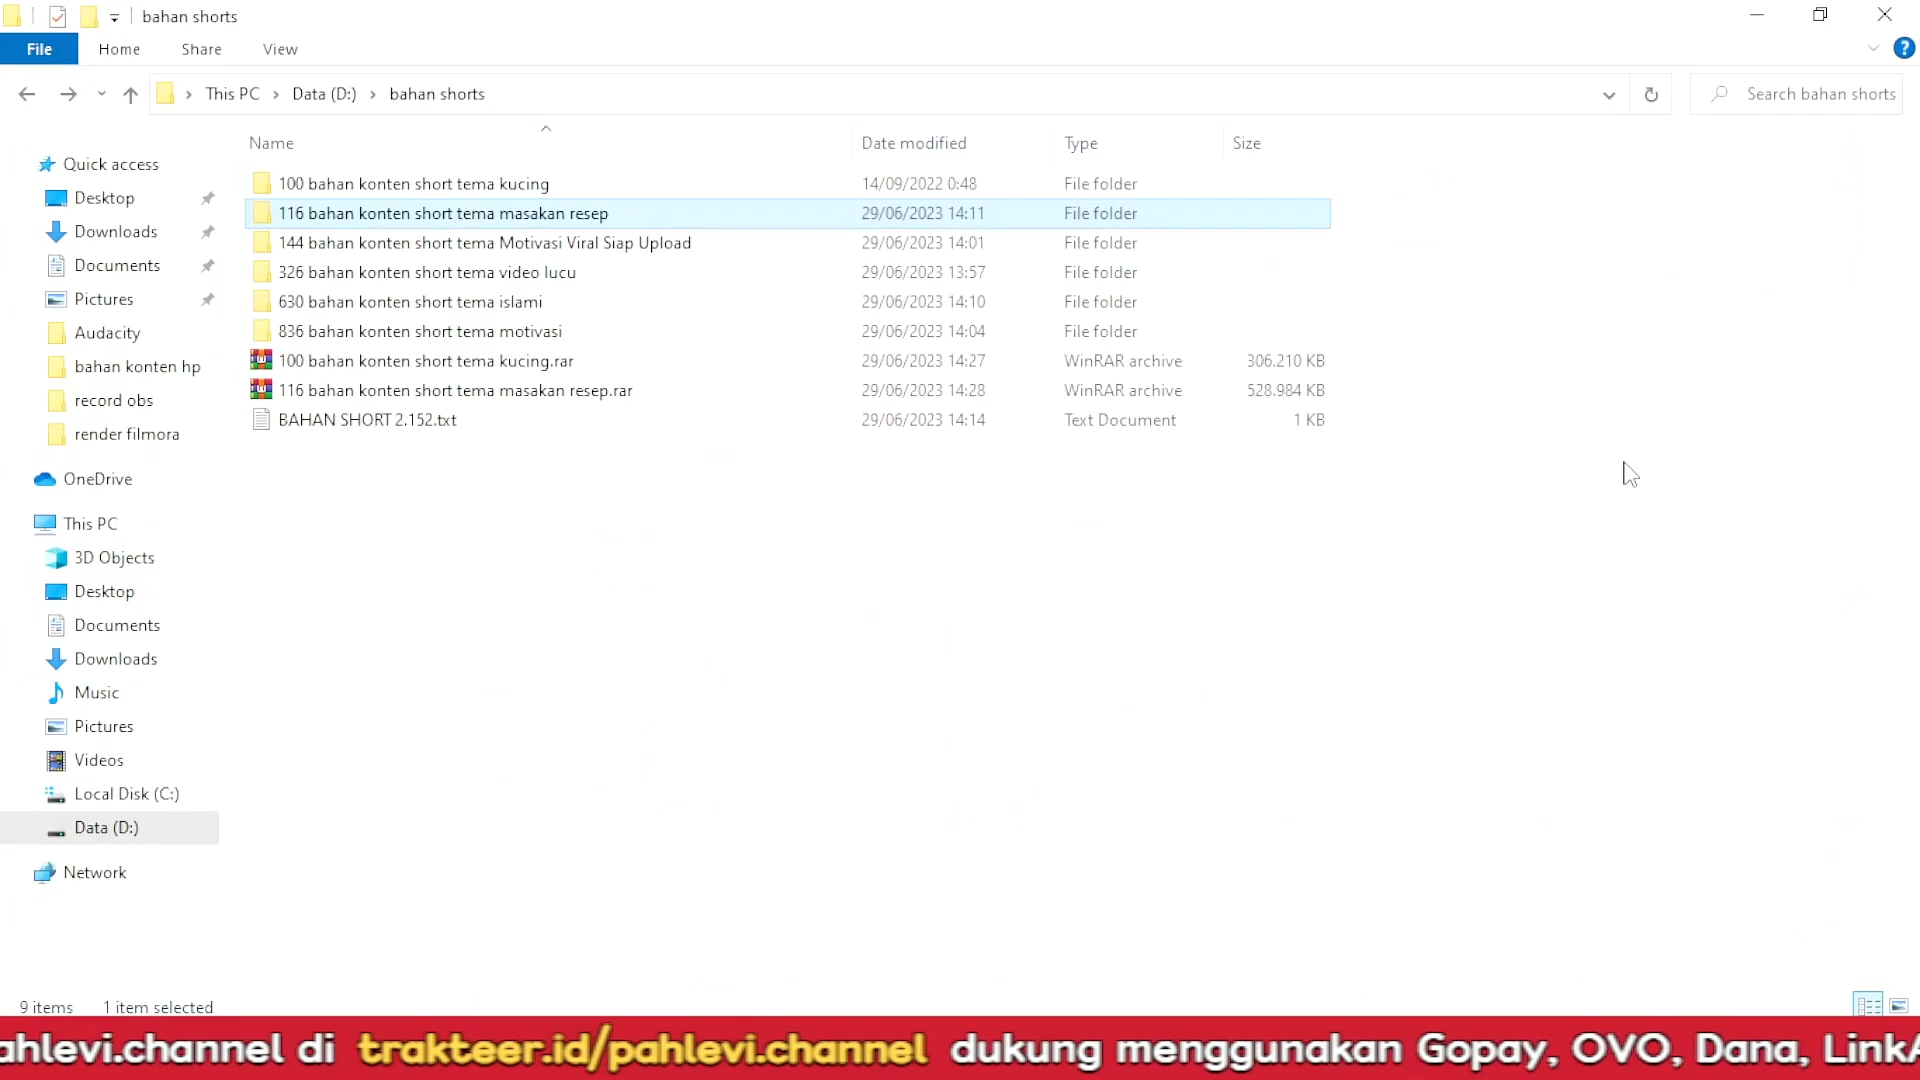 bahan shorts
File Home Share View
This PC Data (D:) bahan shorts Search bahan shorts
Name Date modified Type Size
Quick access
Desktop
Downloads
Documents
Pictures
Audacity
bahan konten hp
record obs
render filmora
OneDrive
This PC
3D Objects
Desktop
Documents
Downloads
Music
Pictures
Videos
Local Disk (C:)
Data (D:)
Network
100 bahan konten short tema kucing 14/09/2022 0:48 File folder
116 bahan konten short tema masakan resep 29/06/2023 14:11 File folder
144 bahan konten short tema Motivasi Viral Siap Upload 29/06/2023 14:01 File folder
326 bahan konten short tema video lucu 29/06/2023 13:57 File folder
630 bahan konten short tema islami 29/06/2023 14:10 File folder
836 bahan konten short tema motivasi 29/06/2023 14:04 File folder
100 bahan konten short tema kucing.rar 29/06/2023 14:27 WinRAR archive 306.210 KB
116 bahan konten short tema masakan resep.rar 29/06/2023 14:28 WinRAR archive 528.984 KB
BAHAN SHORT 2.152.txt 29/06/2023 14:14 Text Document 1 KB
9 items 1 item selected
ahlevi.channel di trakteer.id/pahlevi.channel dukung menggunakan Gopay, OVO, Dana, LinkA